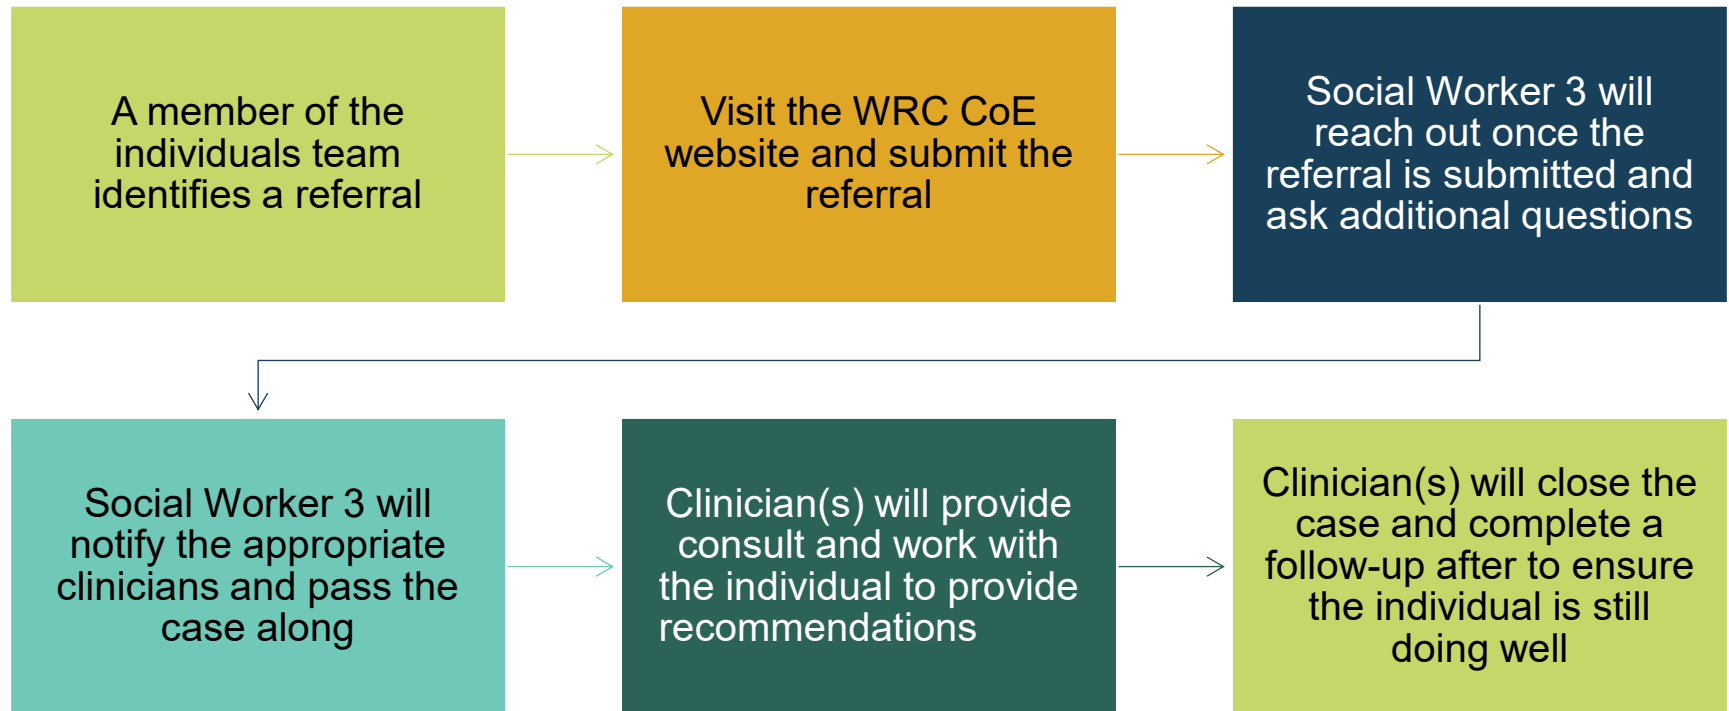 A member of the
individuals team
identifies a referral
Visit the WRC CoE
website and submit the
referral
Social Worker 3 will
reach out once the
referral is submitted and
ask additional questions
Social Worker 3 will
notify the appropriate
clinicians and pass the
case along
Clinician(s) will provide
consult and work with
the individual to provide
recommendations
Clinician(s) will close the
case and complete a
follow-up after to ensure
the individual is still
doing well